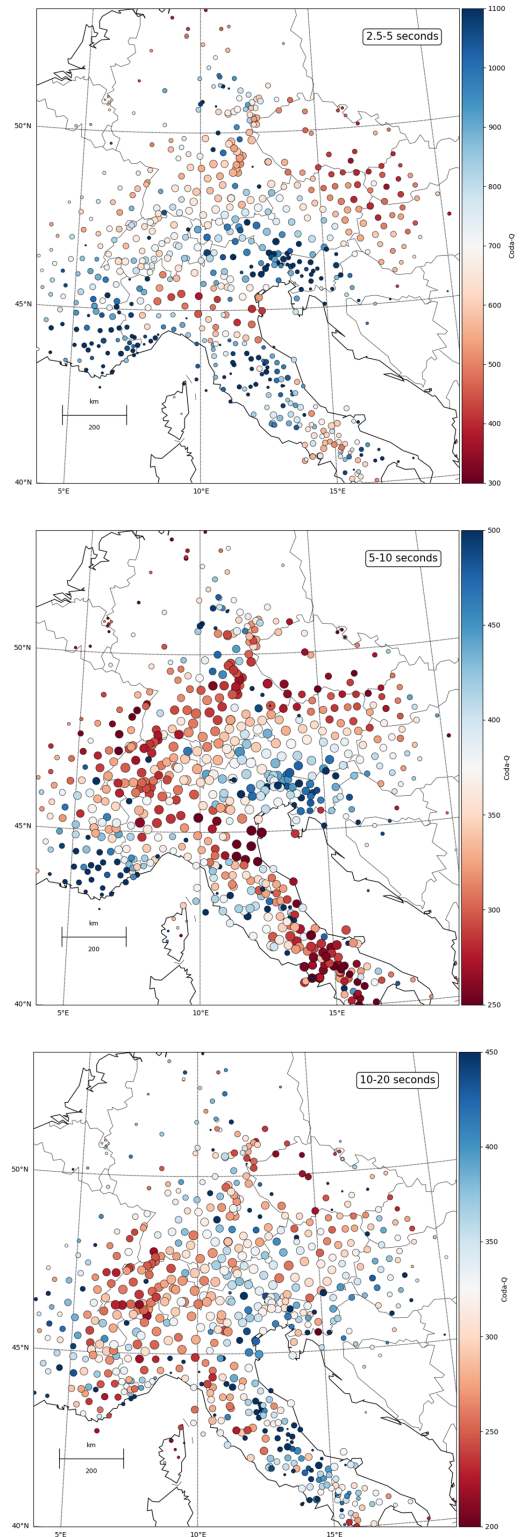 2.5-5 seconds
1100
1000
900
800
700
600
500
400
300
Coda-Q
50°N
45°N
40°N
km
200
5°E
10°E
15°E
5-10 seconds
500
450
400
350
300
250
Coda-Q
50°N
45°N
40°N
km
200
5°E
10°E
15°E
10-20 seconds
450
400
350
300
250
200
Coda-Q
50°N
45°N
40°N
km
200
5°E
10°E
15°E